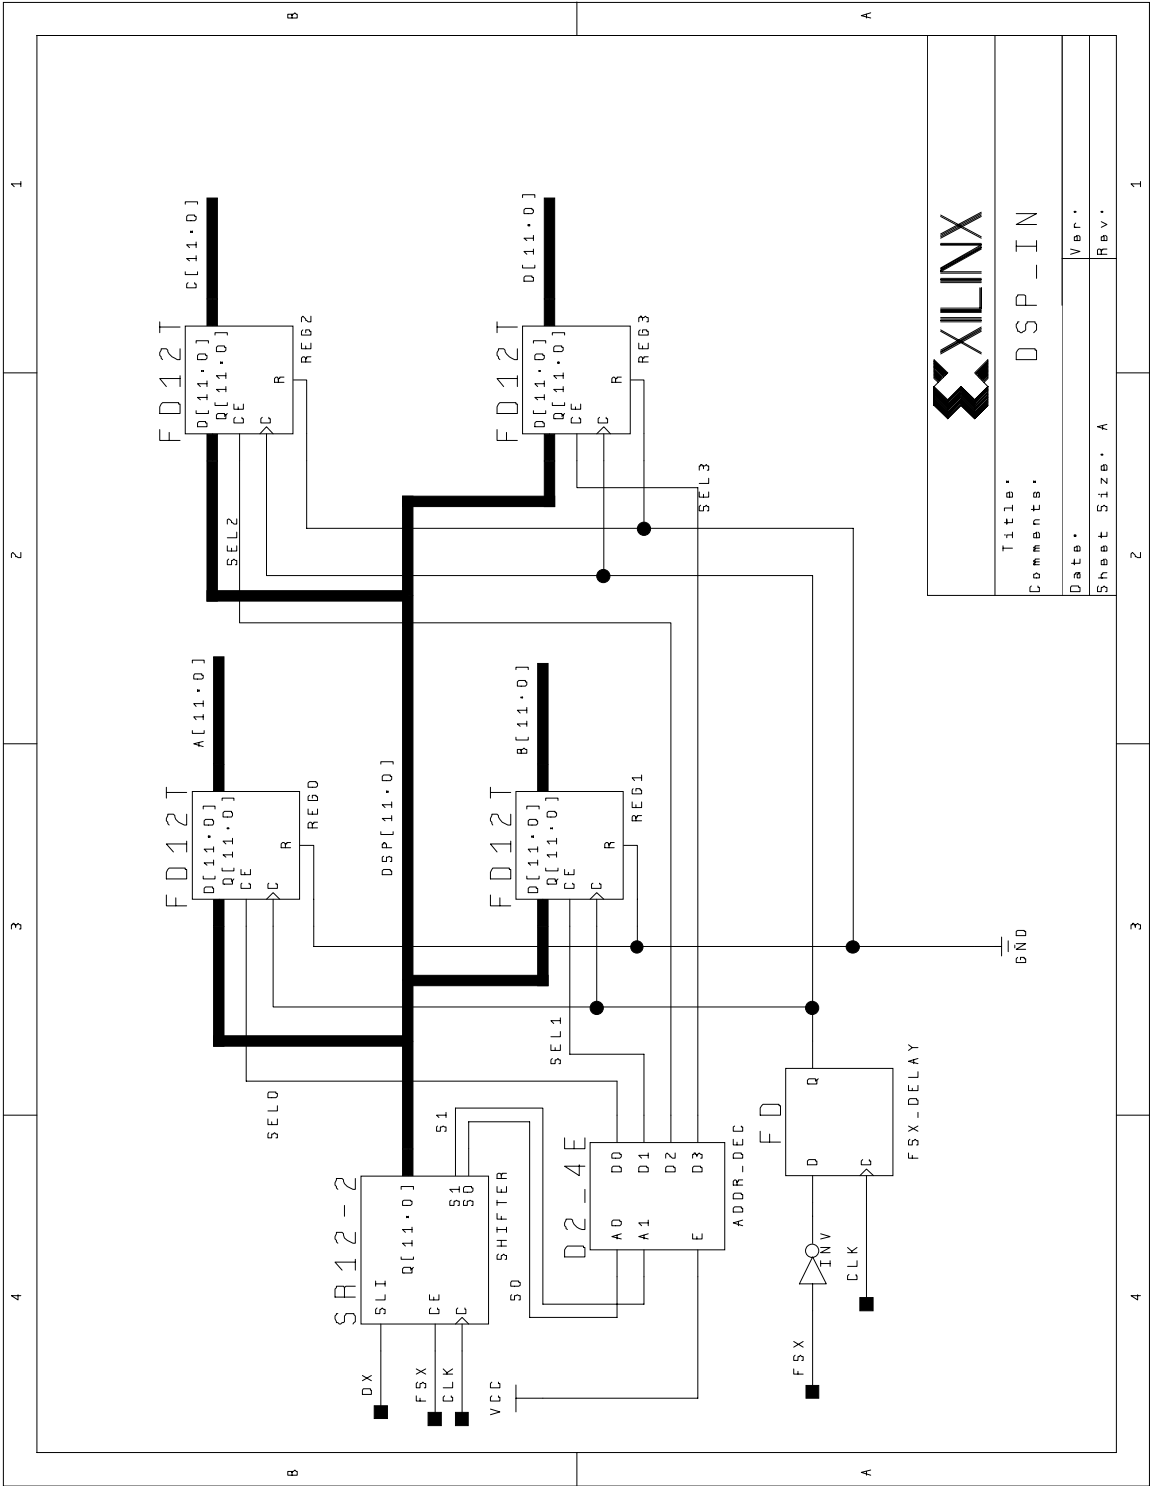 4 3 2 1
B B
FD12T
C[11:0]
D[11:0]
Q[11:0]
CE
C
R
REG2
SEL2
FD12T
A[11:0]
D[11:0]
Q[11:0]
CE
C
R
REG0
SEL0
SR12-2
DX
SLI
Q[11:0]
DSP[11:0]
FSX
CE
CLK
C
S1
S0
SHIFTER
S1
S0
VCC
FD12T
B[11:0]
D[11:0]
Q[11:0]
CE
C
R
REG1
SEL1
FD12T
D[11:0]
D[11:0]
Q[11:0]
CE
C
R
REG3
SEL3
D2_4E
A0 D0
A1 D1
D2
E D3
ADDR_DEC
FD
FSX
INV
D Q
CLK
C
FSX_DELAY
GND
A A
XILINX
Title:
DSP_IN
Comments:
Date: Ver:
Sheet Size: A Rev:
4 3 2 1